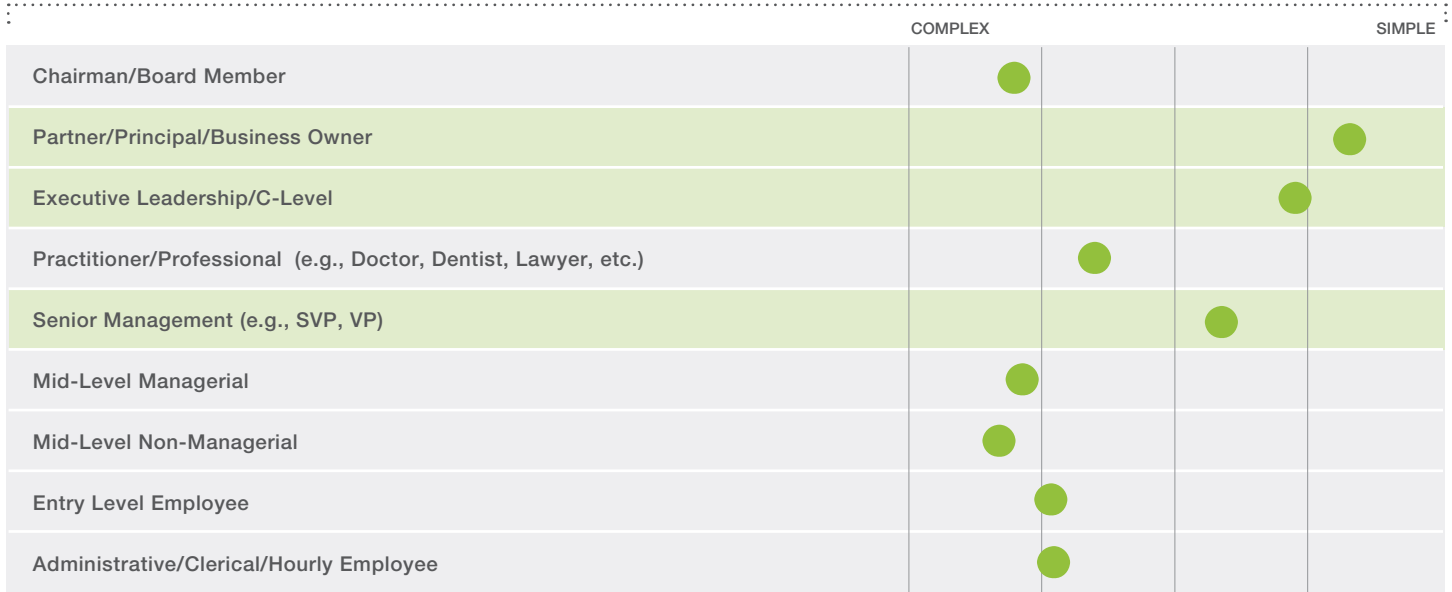 COMPLEX SIMPLE
Chairman/Board Member
Partner/Principal/Business Owner
Executive Leadership/C-Level
Practitioner/Professional (e.g., Doctor, Dentist, Lawyer, etc.)
Senior Management (e.g., SVP, VP)
Mid-Level Managerial
Mid-Level Non-Managerial
Entry Level Employee
Administrative/Clerical/Hourly Employee